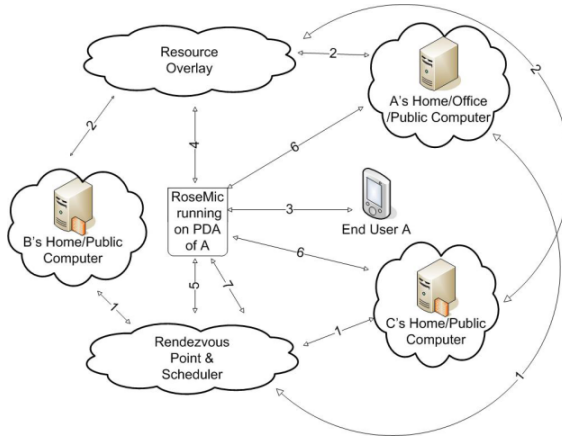 Resource
Overlay
2
A's Home/Office
/Public Computer
2
2
4
6
RoseMic
running
on PDA
of A
3
End User A
B's Home/Public
Computer
6
5
7
C's Home/Public
Computer
1
1
1
Rendezvous
Point &
Scheduler